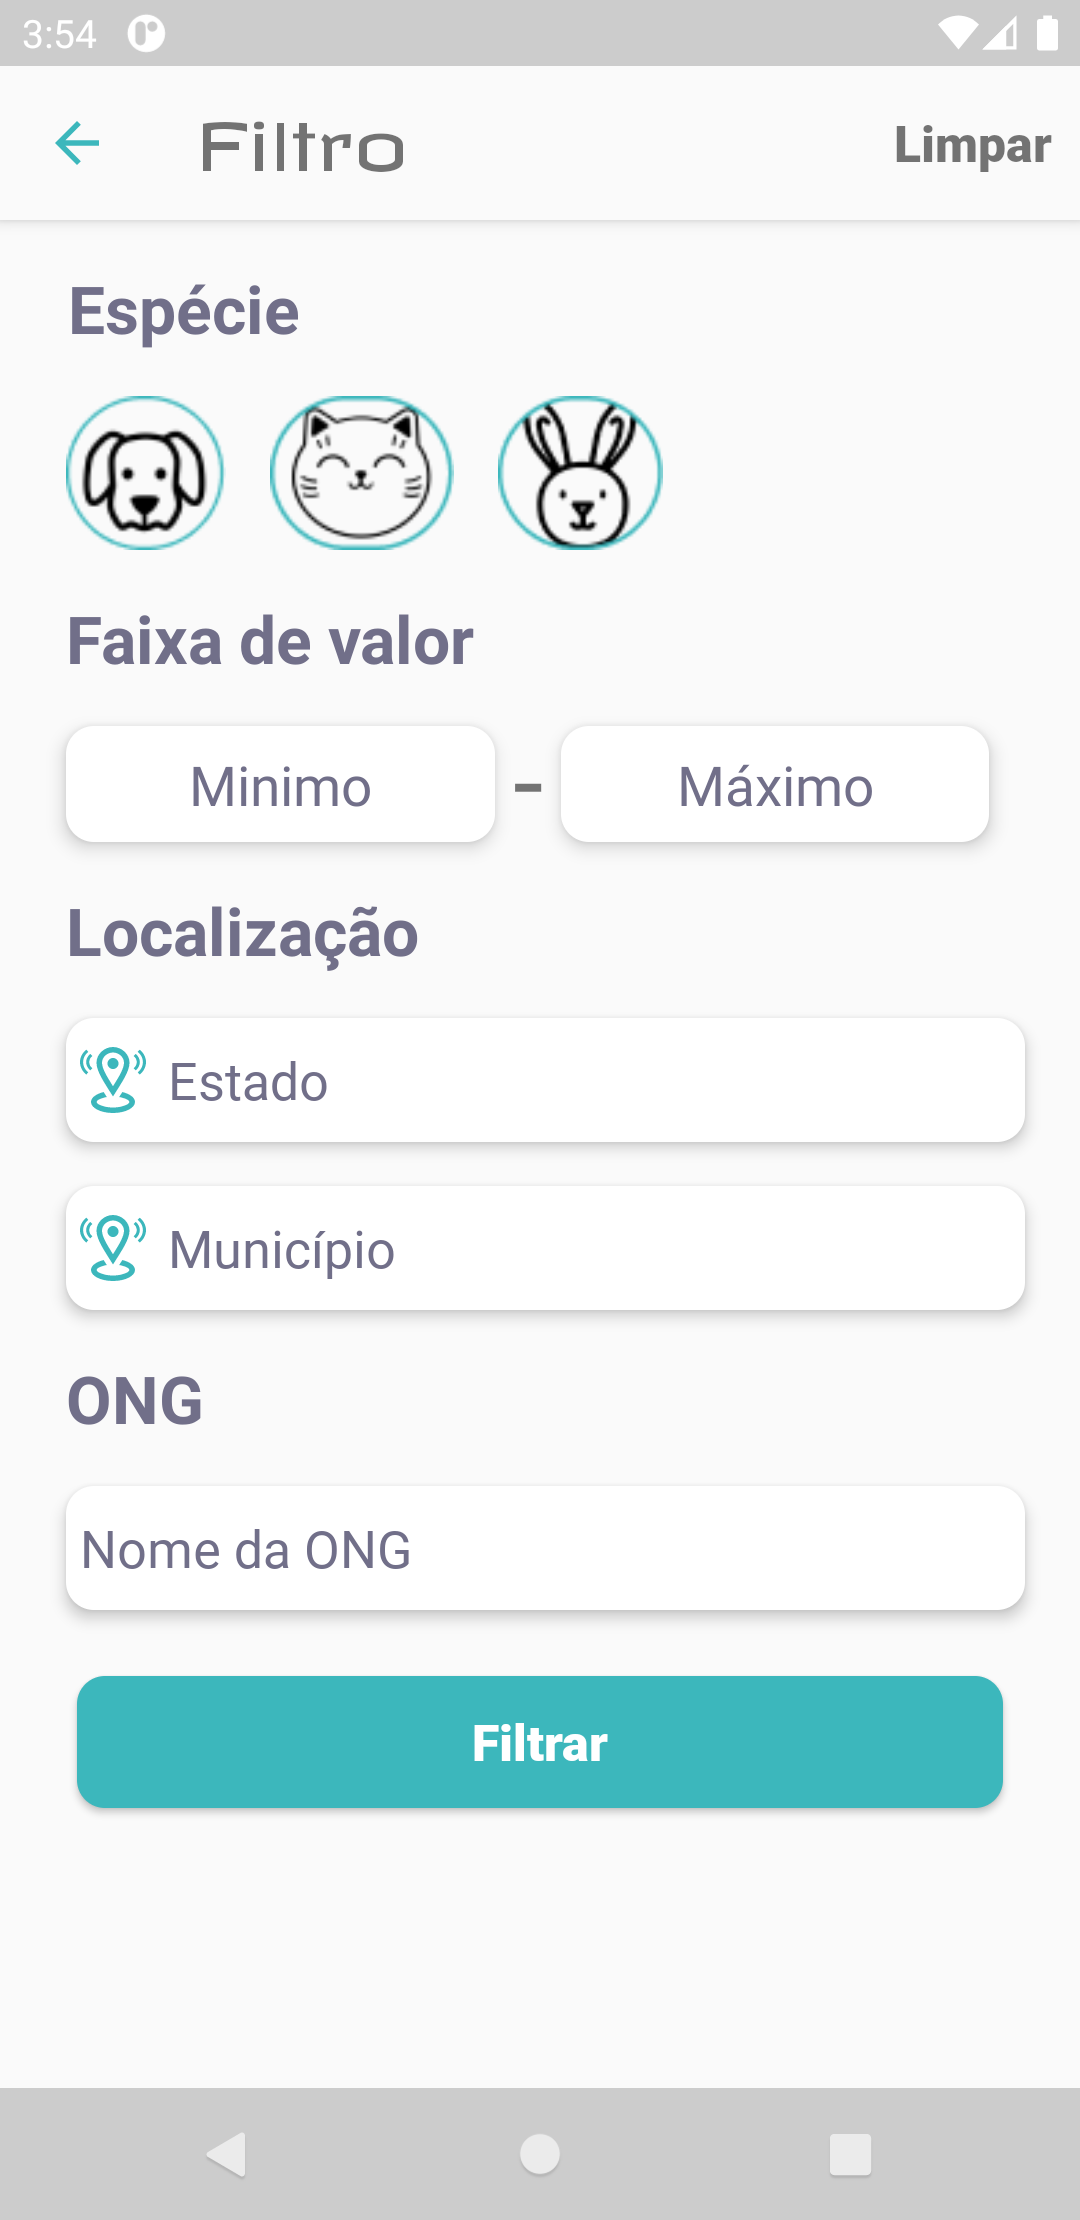 3:54
Filtro
Limpar
Espécie
Faixa de valor
Minimo - Máximo
Localização
Estado
Município
ONG
Nome da ONG
Filtrar